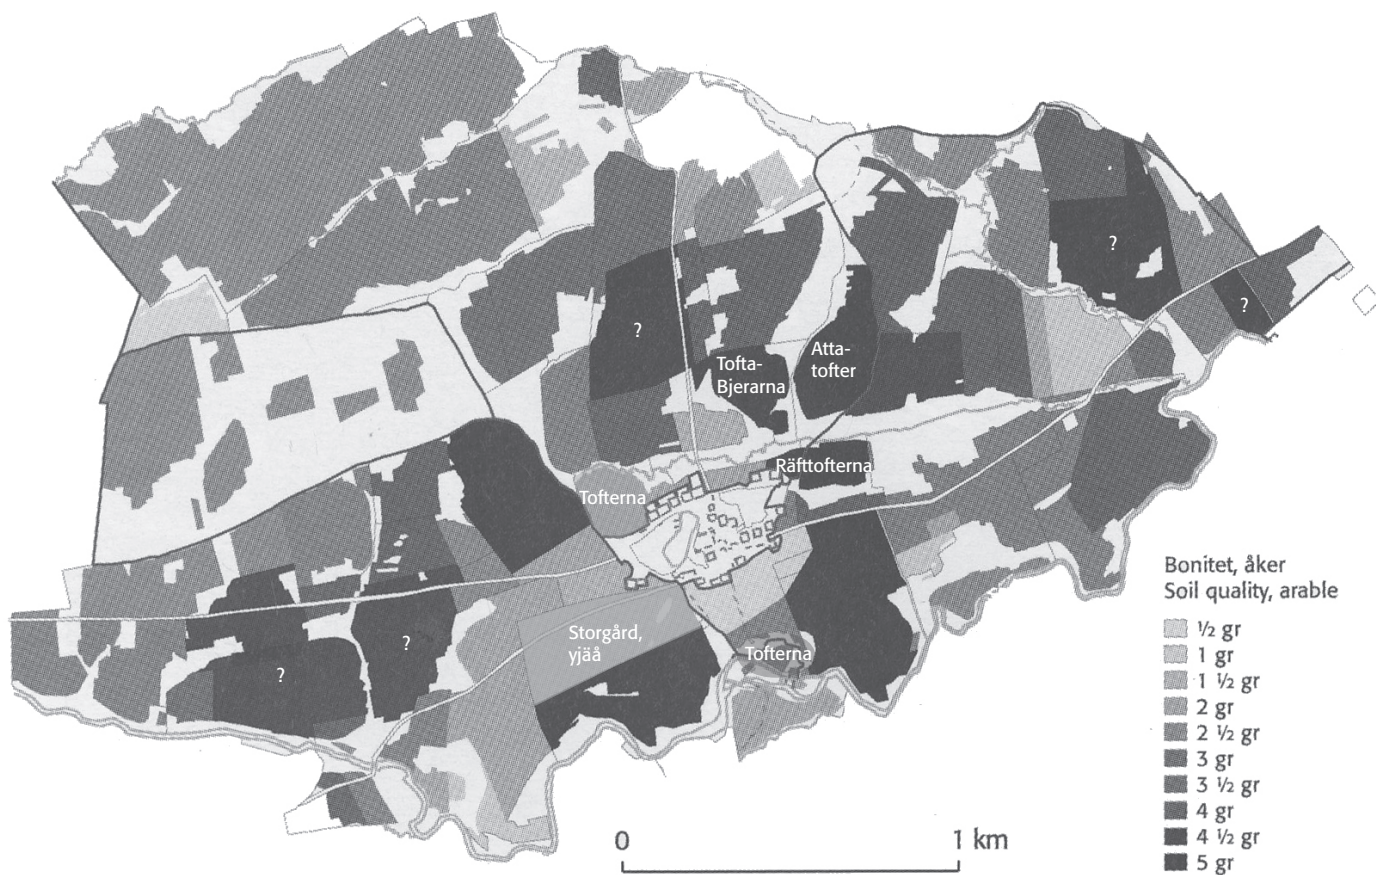 ?
?
?
Atta-
tofter
Tofta-
Bjerarna
Räfttofterna
Tofterna
Storgård,
yjäå
?
?
Tofterna
Bonitet, åker
Soil quality, arable
½ gr
1 gr
1 ½ gr
2 gr
2 ½ gr
3 gr
3 ½ gr
4 gr
4 ½ gr
5 gr
0
1 km